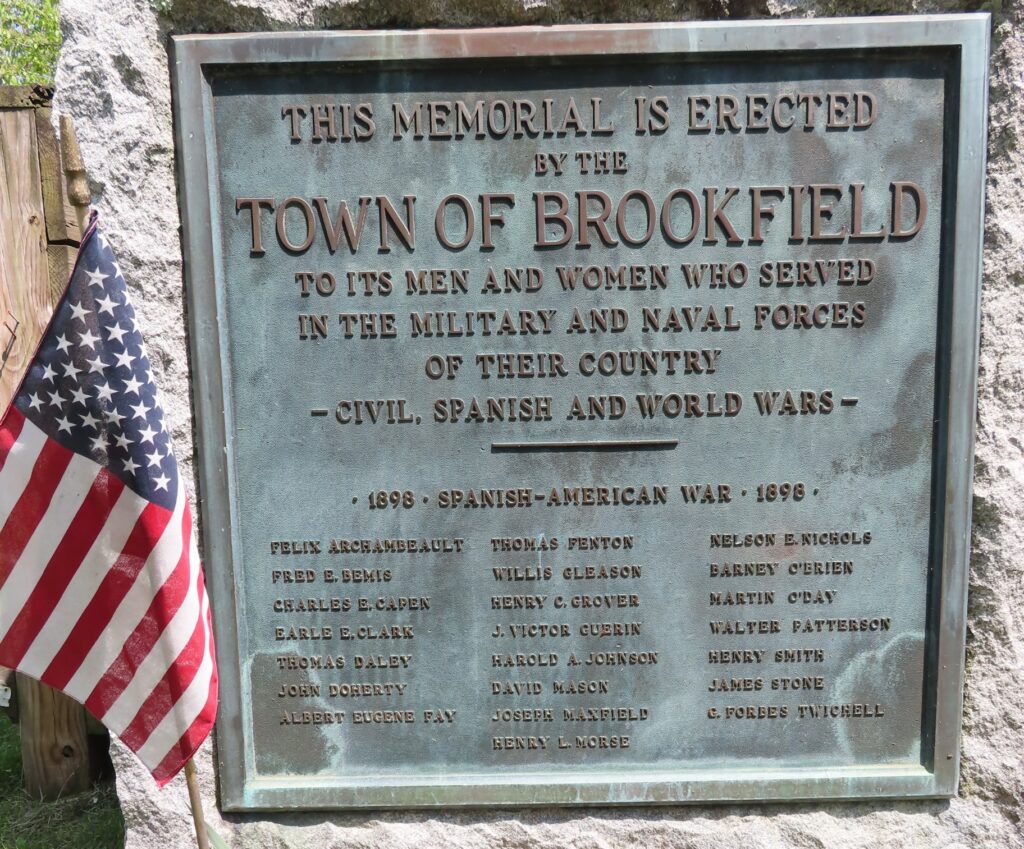 THIS MEMORIAL IS ERECTED
BY THE
TOWN OF BROOKFIELD
TO ITS MEN AND WOMEN WHO SERVED
IN THE MILITARY AND NAVAL FORCES
OF THEIR COUNTRY
– CIVIL, SPANISH AND WORLD WARS –
· 1898 · SPANISH-AMERICAN WAR · 1898 ·
FELIX ARCHAMBEAULT
FRED E. BEMIS
CHARLES E. CAPEN
EARLE E. CLARK
THOMAS DALEY
JOHN DOHERTY
ALBERT EUGENE FAY
THOMAS FENTON
WILLIS GLEASON
HENRY C. GROVER
J. VICTOR GUERIN
HAROLD A. JOHNSON
DAVID MASON
JOSEPH MAXFIELD
HENRY L. MORSE
NELSON E. NICHOLS
BARNEY O'BRIEN
MARTIN O'DAY
WALTER PATTERSON
HENRY SMITH
JAMES STONE
G. FORBES TWICHELL